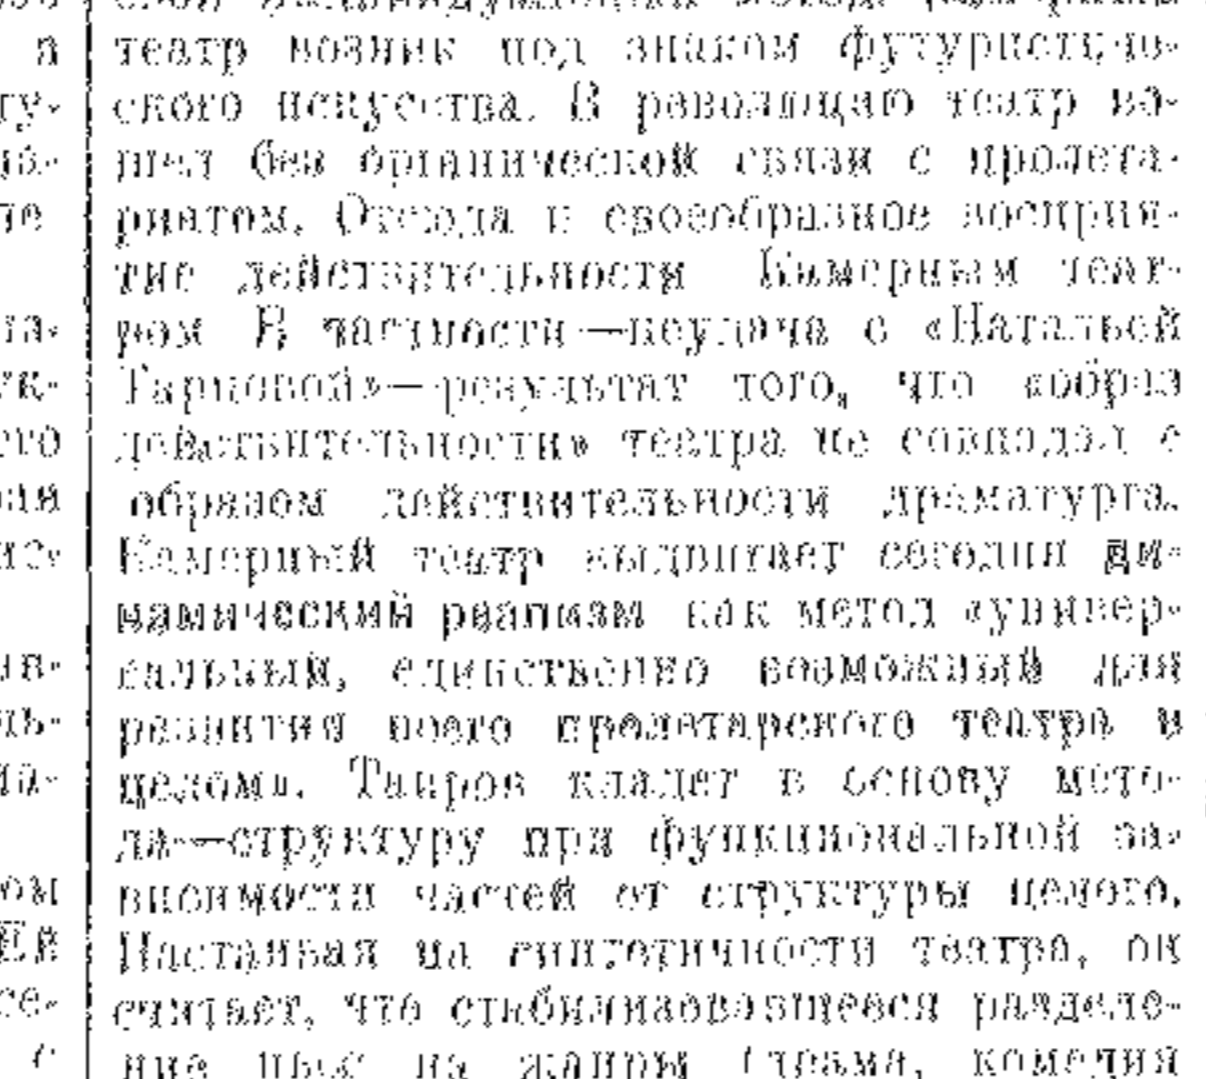 театр возник под знаком футуристиче-
ского искусства. В революцию театр во-
шел без органической связи с пролета-
риатом. Отсюда и своеобразное восприя-
тие действительности Камерным теат-
ром В частности—неудача с «Натальей
Тарповой»—результат того, что «образ
действительности» театра не совпадал с
образом действительности драматурга.
Камерный театр выдвигает сегодня ди-
намический реализм как метод «универ-
сальный, единственно возможный для
развития всего пролетарского театра в
целом». Таиров кладет в основу мето-
да—структуру при функциональной за-
висимости частей от структуры целого.
Настаивая на синтетичности театра, он
считает, что стабилизовавшееся разделе-
ние пьес на жанры (драма, комедия